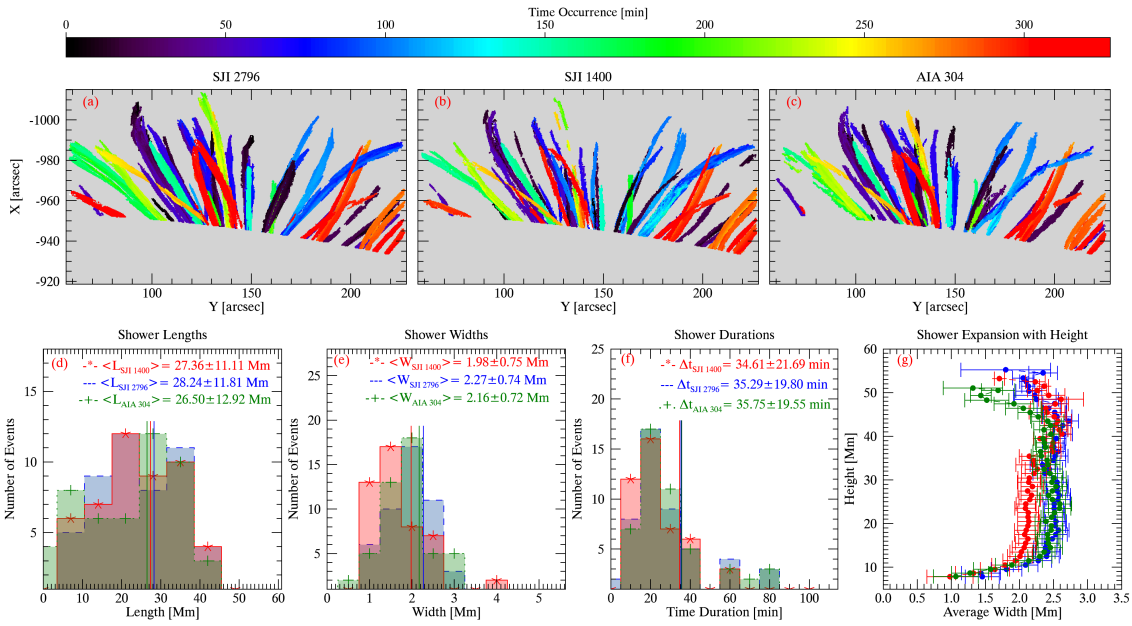 Time Occurrence [min]
0 50 100 150 200 250 300
SJI 2796 SJI 1400 AIA 304
(a) (b) (c)
-1000
-980
-960
-940
-920
X [arcsec]
100 150 200 100 150 200 100 150 200
Y [arcsec] Y [arcsec] Y [arcsec]
Shower Lengths
(d)
-*- <L SJI 1400> = 27.36±11.11 Mm
--- <L SJI 2796> = 28.24±11.81 Mm
-+- <L AIA 304> = 26.50±12.92 Mm
15
10
5
Number of Events
0 10 20 30 40 50 60
Length [Mm]
Shower Widths
(e)
-*- <W SJI 1400> = 1.98±0.75 Mm
--- <W SJI 2796> = 2.27±0.74 Mm
-+- <W AIA 304> = 2.16±0.72 Mm
25
20
15
10
5
Number of Events
0 1 2 3 4 5
Width [Mm]
Shower Durations
(f)
-*- Δt SJI 1400 = 34.61±21.69 min
--- Δt SJI 2796 = 35.29±19.80 min
-+- Δt AIA 304 = 35.75±19.55 min
25
20
15
10
5
Number of Events
0 20 40 60 80 100
Time Duration [min]
Shower Expansion with Height
(g)
60
50
40
30
20
10
Height [Mm]
0.0 0.5 1.0 1.5 2.0 2.5 3.0 3.5
Average Width [Mm]